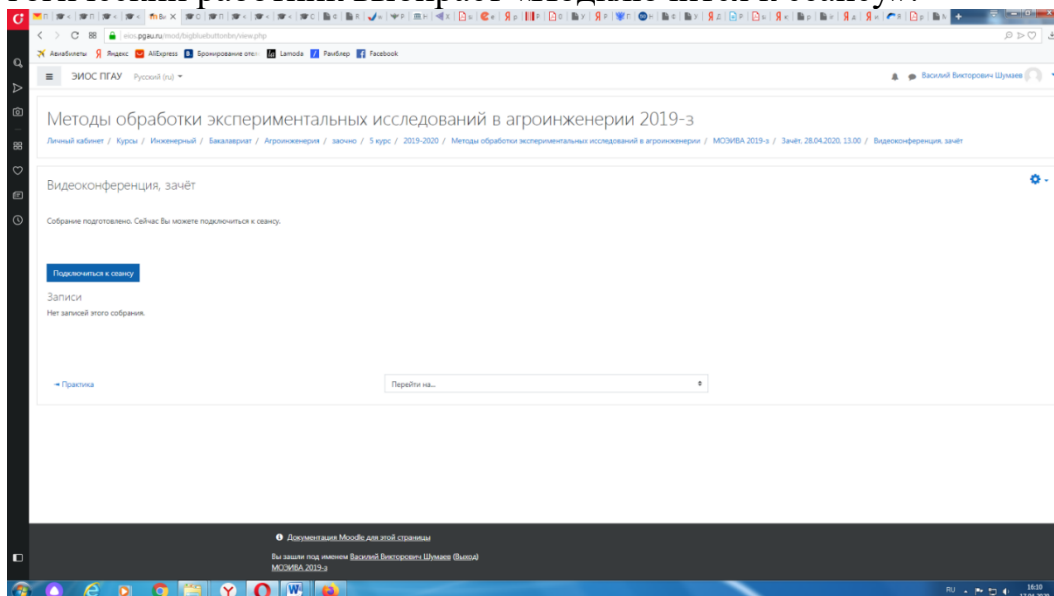 eios.pgau.ru/mod/bigbluebuttonbn/view.php
Авиабилеты Яндекс AliExpress Бронирование оте Lamoda Рамблер Facebook
ЭИОС ПГАУ Русский (ru) Василий Викторович Шумаев
Методы обработки экспериментальных исследований в агроинженерии 2019-з
Личный кабинет / Курсы / Инженерный / Бакалавриат / Агроинженерия / заочно / 5 курс / 2019-2020 / Методы обработки экспериментальных исследований в агроинженерии / МОЭИВА 2019-з / Зачёт, 28.04.2020, 13.00 / Видеоконференция, зачёт
Видеоконференция, зачёт
Собрание подготовлено. Сейчас Вы можете подключиться к сеансу.
Подключиться к сеансу
Записи
Нет записей этого собрания.
Практика Перейти на...
Документация Moodle для этой страницы
Вы зашли под именем Василий Викторович Шумаев (Выход)
МОЭИВА 2019-з
RU 16:10
17.04.2020